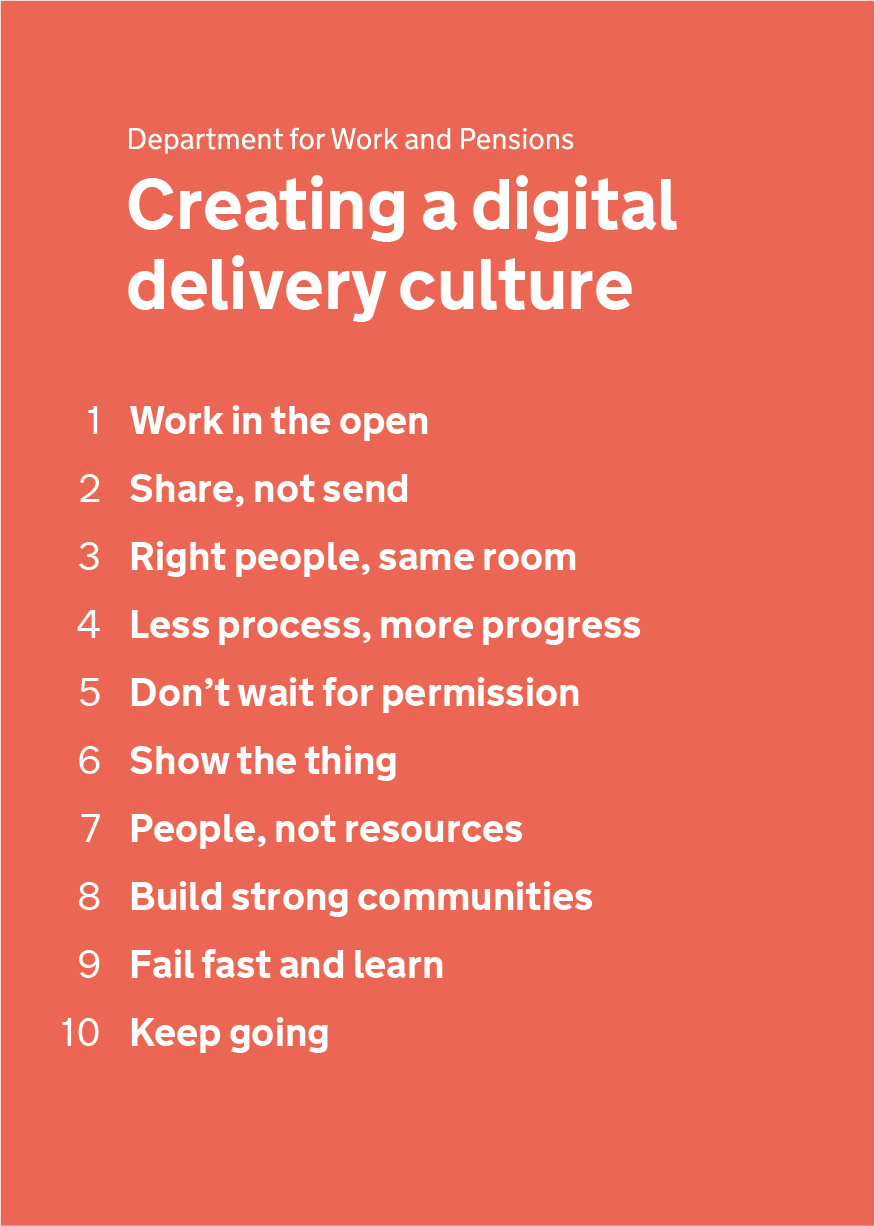 Department for Work and Pensions
Creating a digital
delivery culture
1 Work in the open
2 Share, not send
3 Right people, same room
4 Less process, more progress
5 Don’t wait for permission
6 Show the thing
7 People, not resources
8 Build strong communities
9 Fail fast and learn
10 Keep going